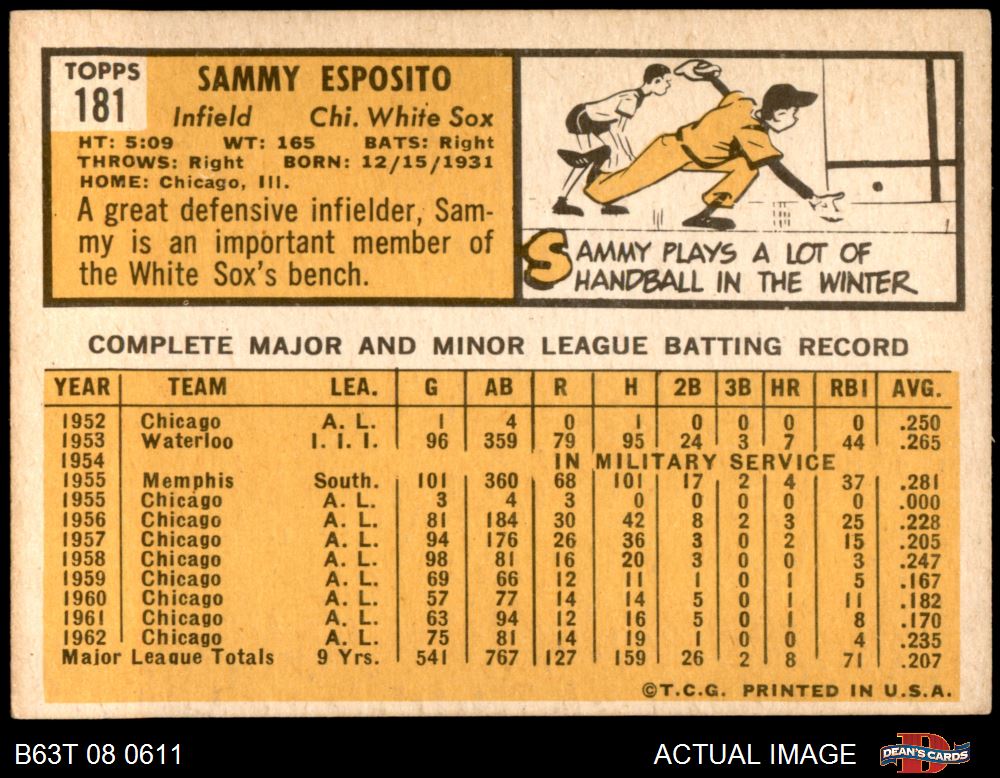 TOPPS
181
SAMMY ESPOSITO
Infield Chi. White Sox
HT: 5:09 WT: 165 BATS: Right
THROWS: Right BORN: 12/15/1931
HOME: Chicago, Ill.
A great defensive infielder, Sam-
my is an important member of
the White Sox's bench.
SAMMY PLAYS A LOT OF
HANDBALL IN THE WINTER
COMPLETE MAJOR AND MINOR LEAGUE BATTING RECORD
YEAR TEAM LEA. G AB R H 2B 3B HR RBI AVG.
1952 Chicago A. L. 1 4 0 1 0 0 0 0 .250
1953 Waterloo I. I. I. 96 359 79 95 24 3 7 44 .265
1954 IN MILITARY SERVICE
1955 Memphis South. 101 360 68 101 17 2 4 37 .281
1955 Chicago A. L. 3 4 3 0 0 0 0 0 .000
1956 Chicago A. L. 81 184 30 42 8 2 3 25 .228
1957 Chicago A. L. 94 176 26 36 3 0 2 15 .205
1958 Chicago A. L. 98 81 16 20 3 0 0 3 .247
1959 Chicago A. L. 69 66 12 11 1 0 1 5 .167
1960 Chicago A. L. 57 77 14 14 5 0 1 11 .182
1961 Chicago A. L. 63 94 12 16 5 0 1 8 .170
1962 Chicago A. L. 75 81 14 19 1 0 0 4 .235
Major League Totals 9 Yrs. 541 767 127 159 26 2 8 71 .207
©T.C.G. PRINTED IN U.S.A.
B63T 08 0611 ACTUAL IMAGE DEAN'S CARDS